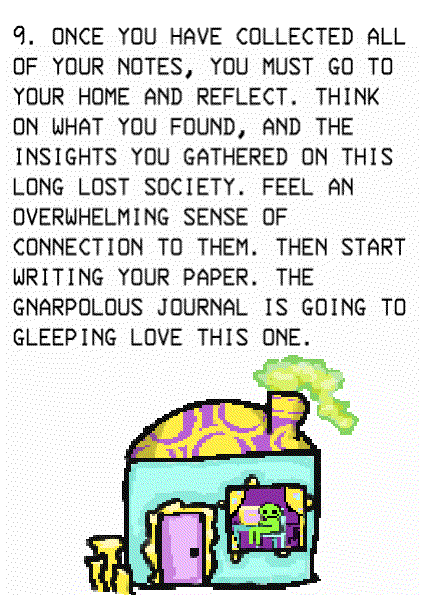 9. ONCE YOU HAVE COLLECTED ALL
OF YOUR NOTES, YOU MUST GO TO
YOUR HOME AND REFLECT. THINK
ON WHAT YOU FOUND, AND THE
INSIGHTS YOU GATHERED ON THIS
LONG LOST SOCIETY. FEEL AN
OVERWHELMING SENSE OF
CONNECTION TO THEM. THEN START
WRITING YOUR PAPER. THE
GNARPOLOUS JOURNAL IS GOING TO
GLEEPING LOVE THIS ONE.